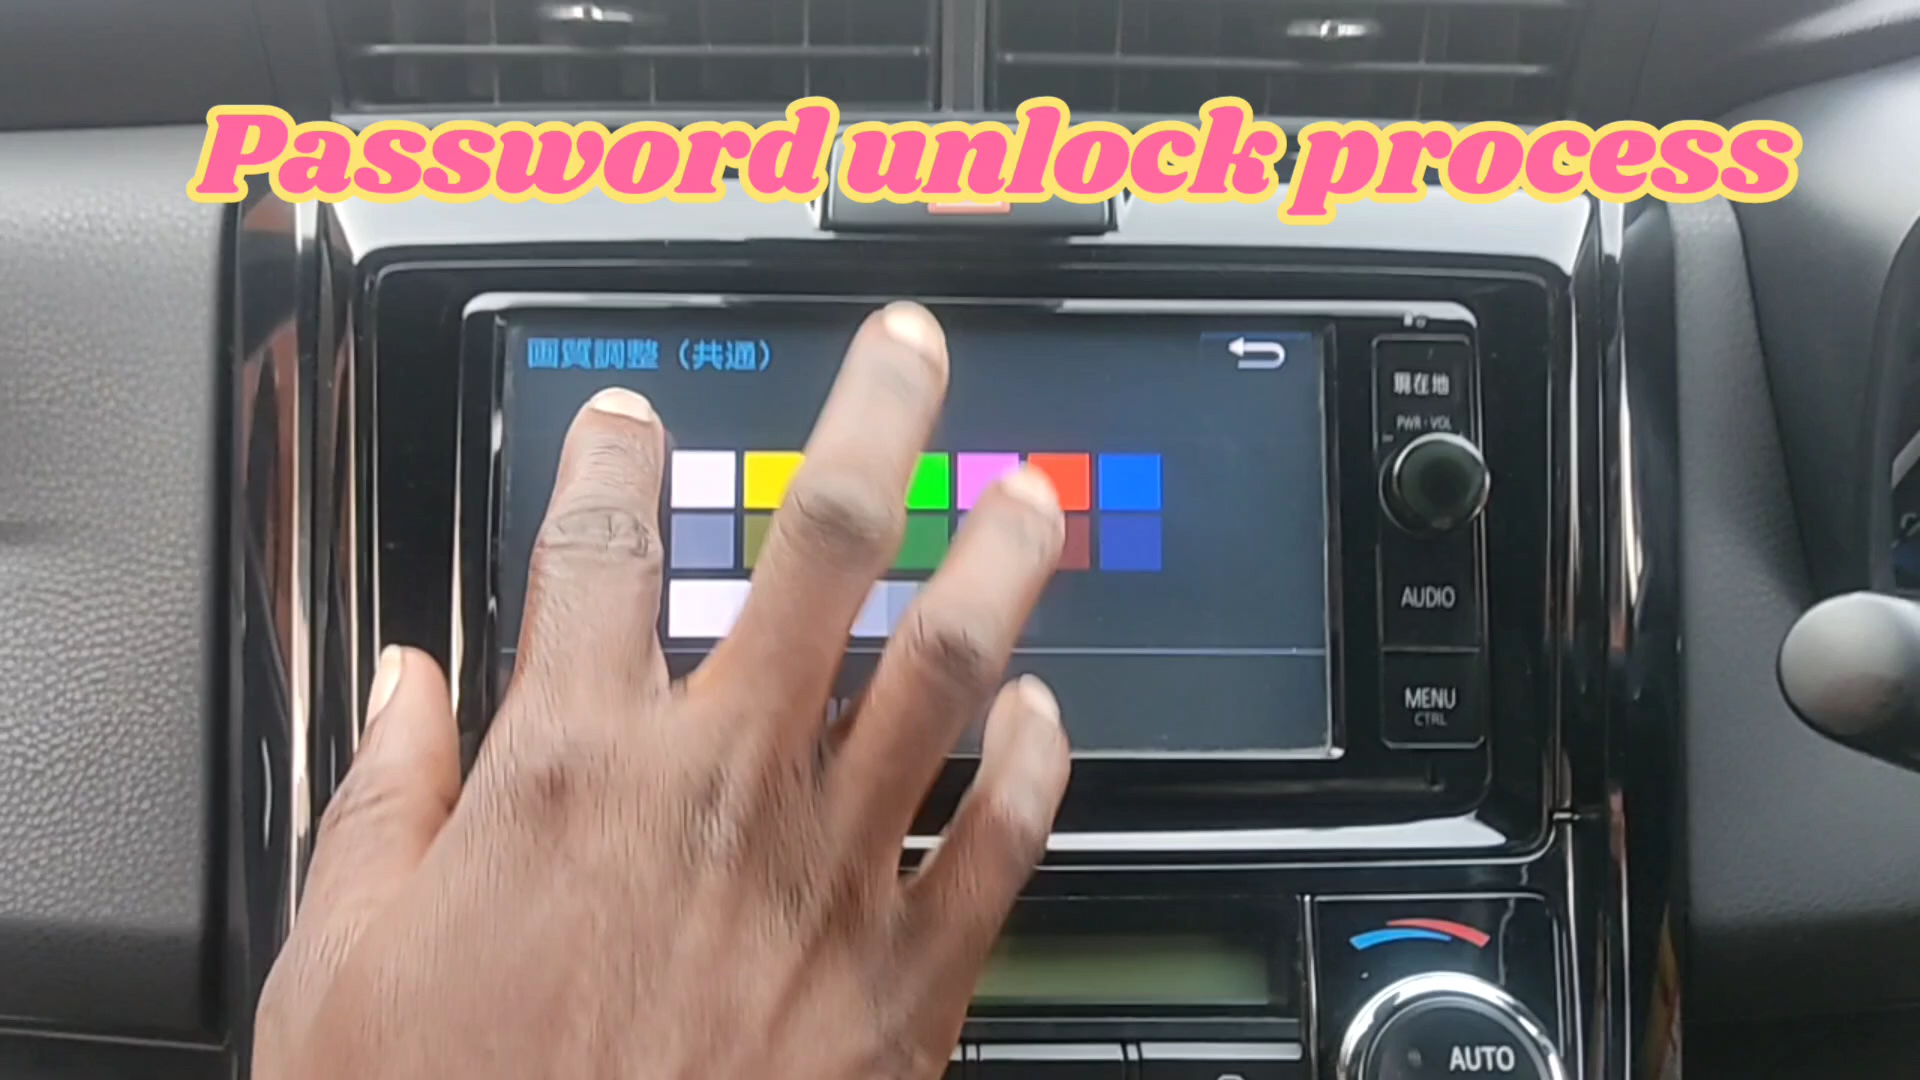 Password unlock process
画質調整（共通）
現在地
PWR・VOL
AUDIO
MENU
CTRL
AUTO